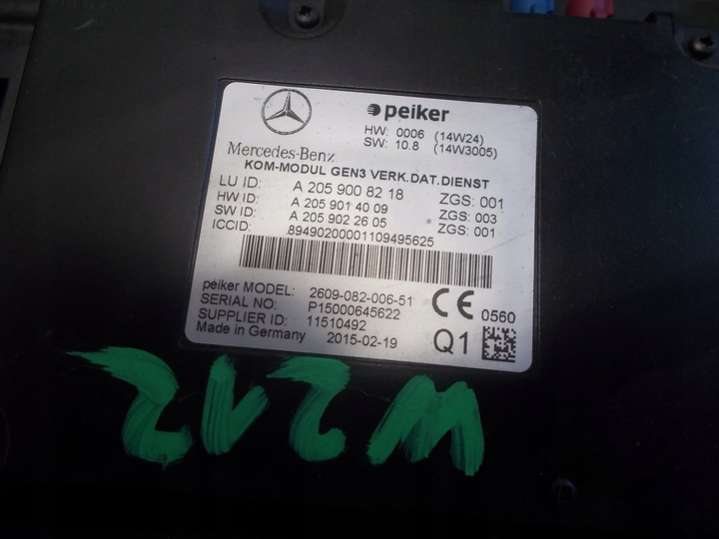 peiker
HW: 0006 (14W24)
SW: 10.8 (14W3005)
Mercedes-Benz
KOM-MODUL GEN3 VERK.DAT.DIENST
LU ID: A 205 900 82 18 ZGS: 001
HW ID: A 205 901 40 09 ZGS: 003
SW ID: A 205 902 26 05 ZGS: 001
ICCID: 89490200001109495625
peiker MODEL: 2609-082-006-51
SERIAL NO: P15000645622
SUPPLIER ID: 11510492
Made in Germany 2015-02-19
CE 0560
Q1
W212